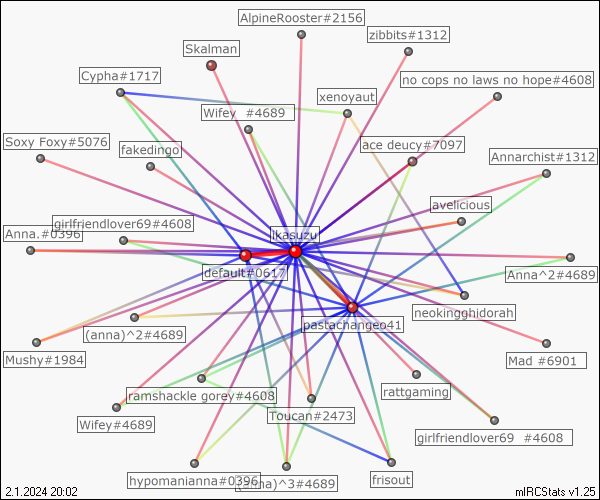 AlpineRooster#2156
zibbits#1312
Skalman
Cypha#1717
no cops no laws no hope#4608
xenoyaut
Wifey #4689
ace deucy#7097
Soxy Foxy#5076
fakedingo
Annarchist#1312
avelicious
girlfriendlover69#4608
Anna.#0396
Ikasuzu
default#0617
Anna^2#4689
pastachangeo41
neokingghidorah
(anna)^2#4689
Mushy#1984
Mad #6901
ramshackle gorey#4608
rattgaming
Toucan#2473
Wifey#4689
girlfriendlover69 #4608
hypomanianna#0396
)^3#4689
frisout
2.1.2024 20:02
mIRCStats v1.25